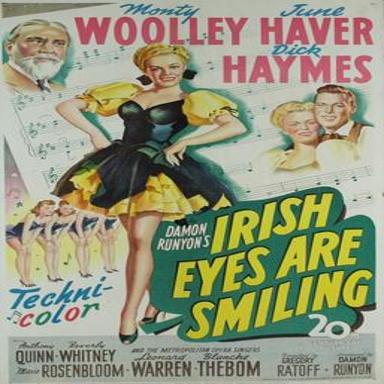 Monty June
WOOLLEY HAVER
Dick
HAYMES
DAMON
RUNYON'S
IRISH
EYES ARE
SMILING
Techni-
color
20
Anthony Beverly
QUINN · WHITNEY
Maxie
ROSENBLOOM
AND THE METROPOLITAN OPERA SINGERS
Leonard Blanche
WARREN · THEBOM
GREGORY
RATOFF
DAMON
RUNYON